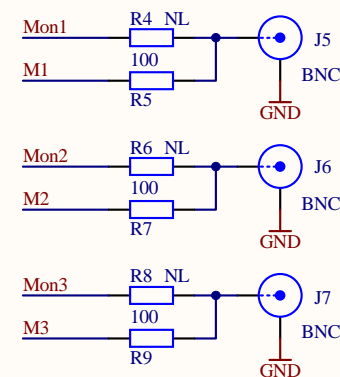 Mon1 R4 NL J5
M1 100 BNC
R5 GND
Mon2 R6 NL J6
M2 100 BNC
R7 GND
Mon3 R8 NL J7
M3 100 BNC
R9 GND